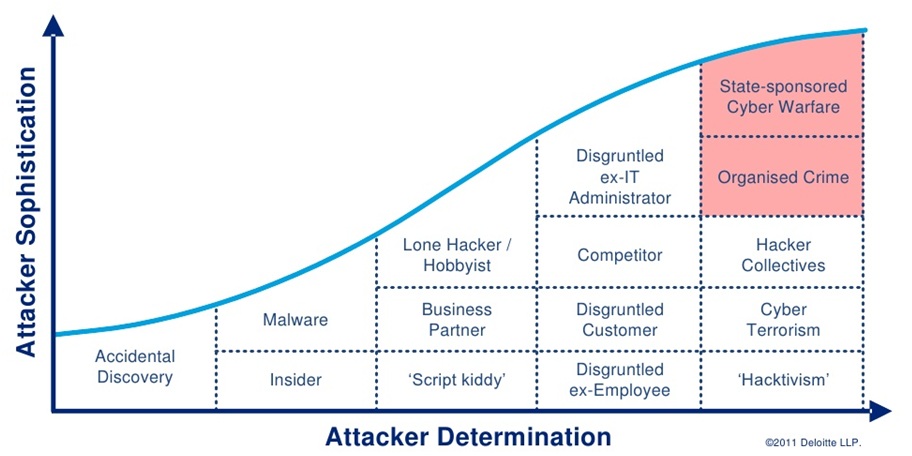 Attacker Sophistication
State-sponsored
Cyber Warfare
Disgruntled
ex-IT
Administrator
Organised Crime
Lone Hacker /
Hobbyist
Competitor
Hacker
Collectives
Malware
Business
Partner
Disgruntled
Customer
Cyber
Terrorism
Accidental
Discovery
Insider
‘Script kiddy’
Disgruntled
ex-Employee
‘Hacktivism’
Attacker Determination
©2011 Deloitte LLP.